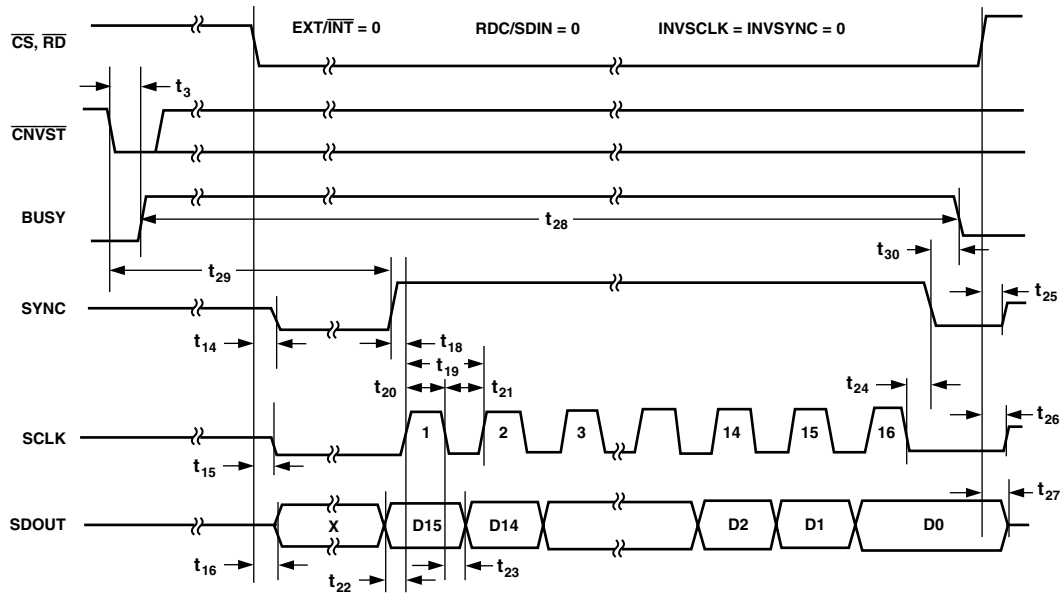 EXT/INT = 0 RDC/SDIN = 0 INVSCLK = INVSYNC = 0
CS, RD
t3
CNVST
BUSY
t28
t30
t29
t25
SYNC
t14
t18
t19
t20
t21
t24
t26
SCLK
1 2 3 14 15 16
t15
t27
SDOUT
X D15 D14 D2 D1 D0
t16
t22
t23